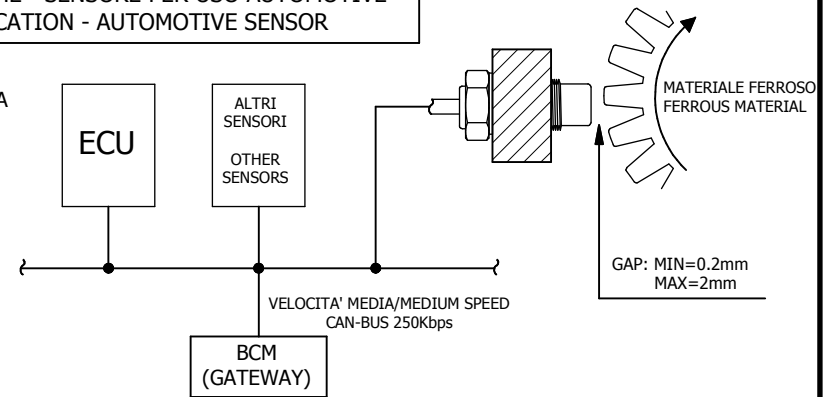 SENSORE PER USO AUTOMOTIVE
CATION - AUTOMOTIVE SENSOR
A
ECU
ALTRI
SENSORI
OTHER
SENSORS
MATERIALE FERROSO
FERROUS MATERIAL
GAP: MIN=0.2mm
MAX=2mm
VELOCITA' MEDIA/MEDIUM SPEED
CAN-BUS 250Kbps
BCM
(GATEWAY)